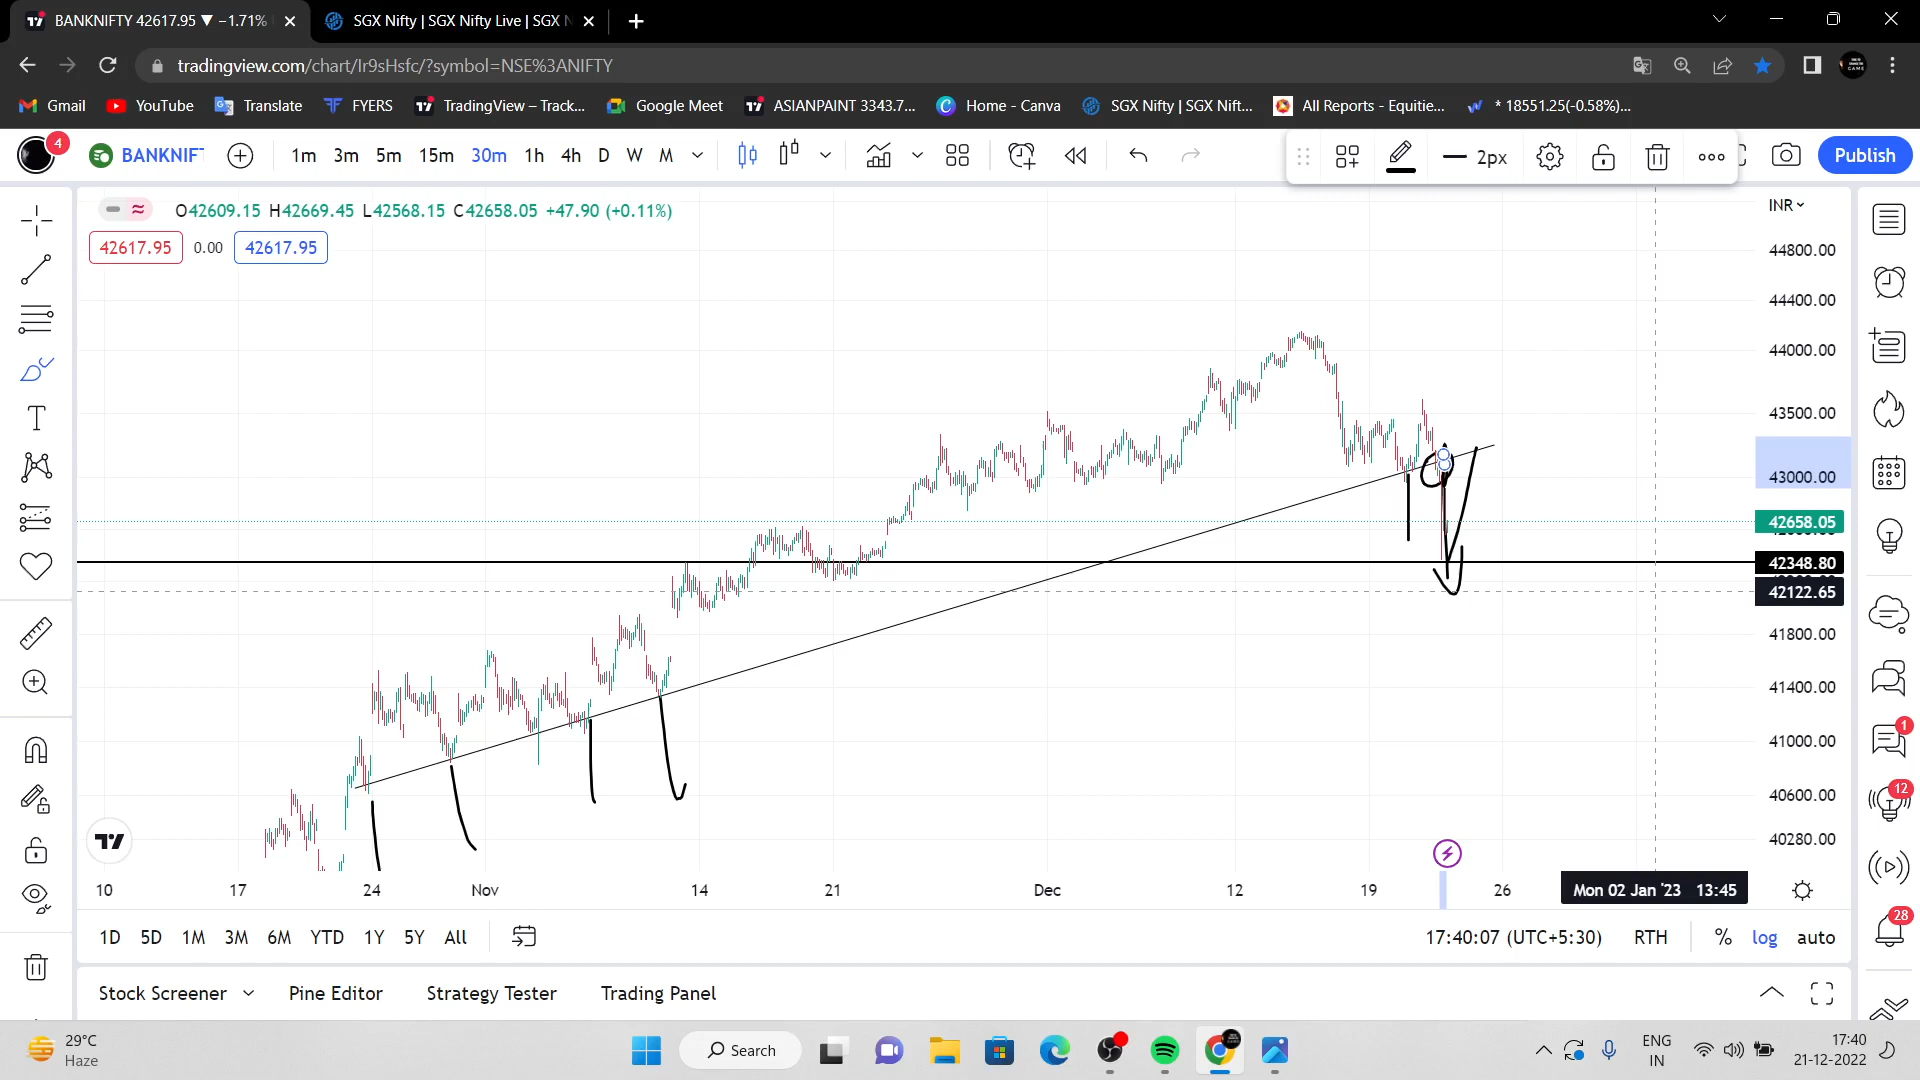 BANKNIFTY 42617.95 ▼ −1.71%
SGX Nifty | SGX Nifty Live | SGX N
tradingview.com/chart/Ir9sHsfc/?symbol=NSE%3ANIFTY
Gmail YouTube Translate FYERS TradingView – Track... Google Meet ASIANPAINT 3343.7... Home - Canva SGX Nifty | SGX Nift... All Reports - Equitie... * 18551.25(-0.58%)...
4 BANKNIFT 1m 3m 5m 15m 30m 1h 4h D W M 2px Publish
O42609.15 H42669.45 L42568.15 C42658.05 +47.90 (+0.11%)
INR
42617.95 0.00 42617.95
44800.00
44400.00
44000.00
43500.00
43000.00
42658.05
42348.80
42122.65
41800.00
41400.00
41000.00
40600.00
40280.00
1
12
28
10 17 24 Nov 14 21 Dec 12 19 26 Mon 02 Jan '23 13:45
1D 5D 1M 3M 6M YTD 1Y 5Y All 17:40:07 (UTC+5:30) RTH % log auto
Stock Screener Pine Editor Strategy Tester Trading Panel
29°C
Haze
Search
ENG
IN
17:40
21-12-2022